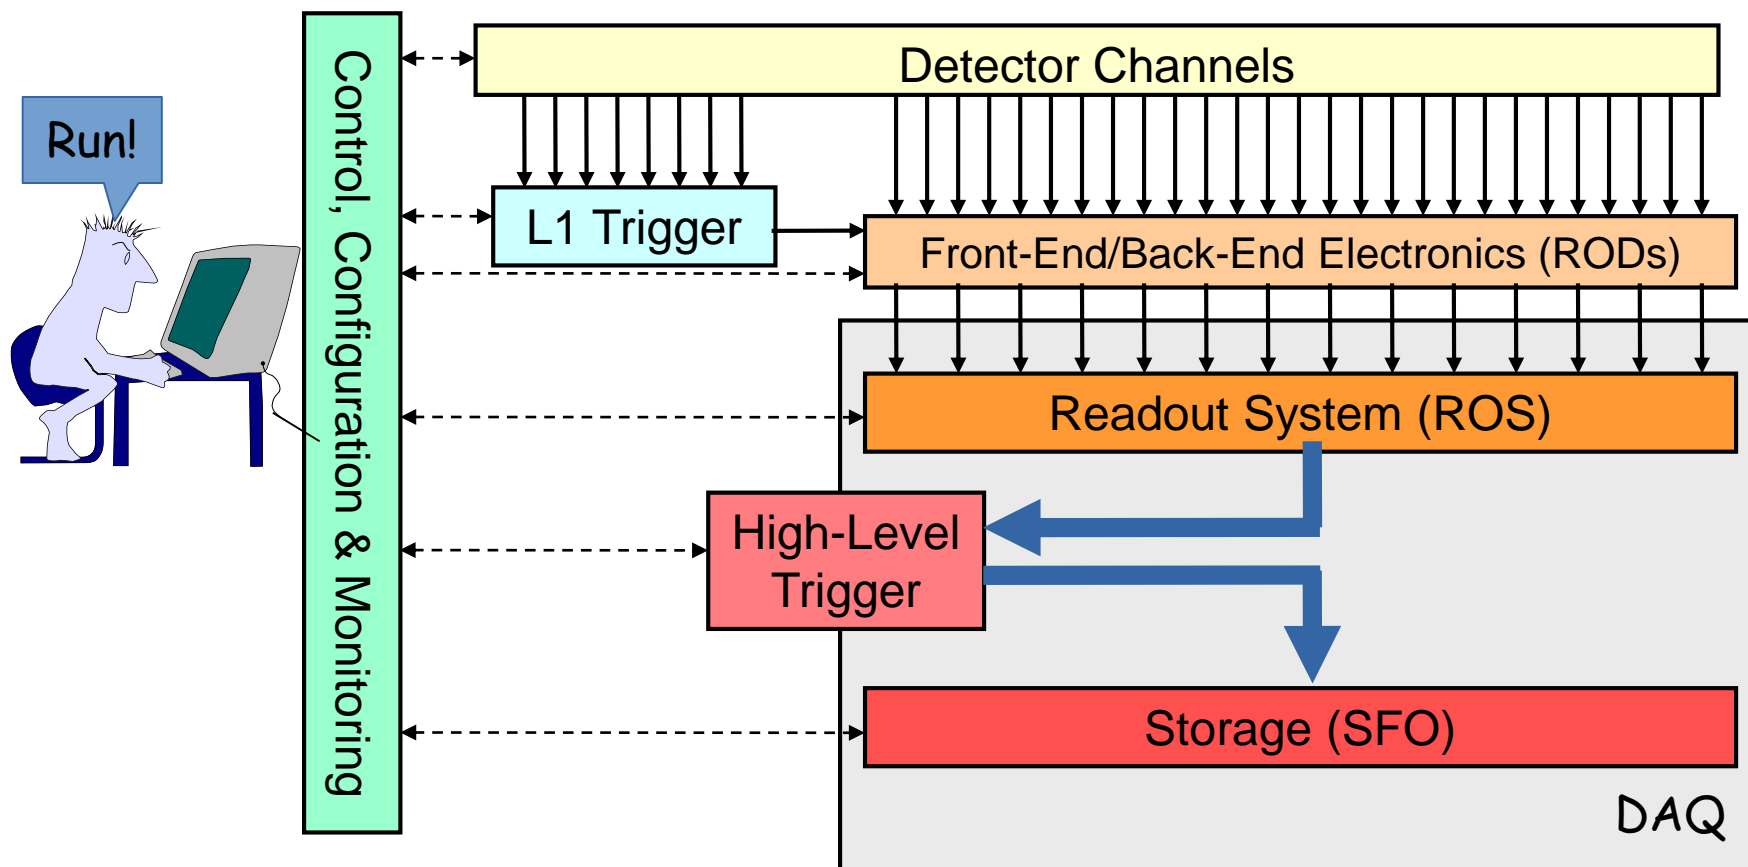 Detector Channels
Run!
Control, Configuration & Monitoring
L1 Trigger
Front-End/Back-End Electronics (RODs)
Readout System (ROS)
High-Level
Trigger
Storage (SFO)
DAQ